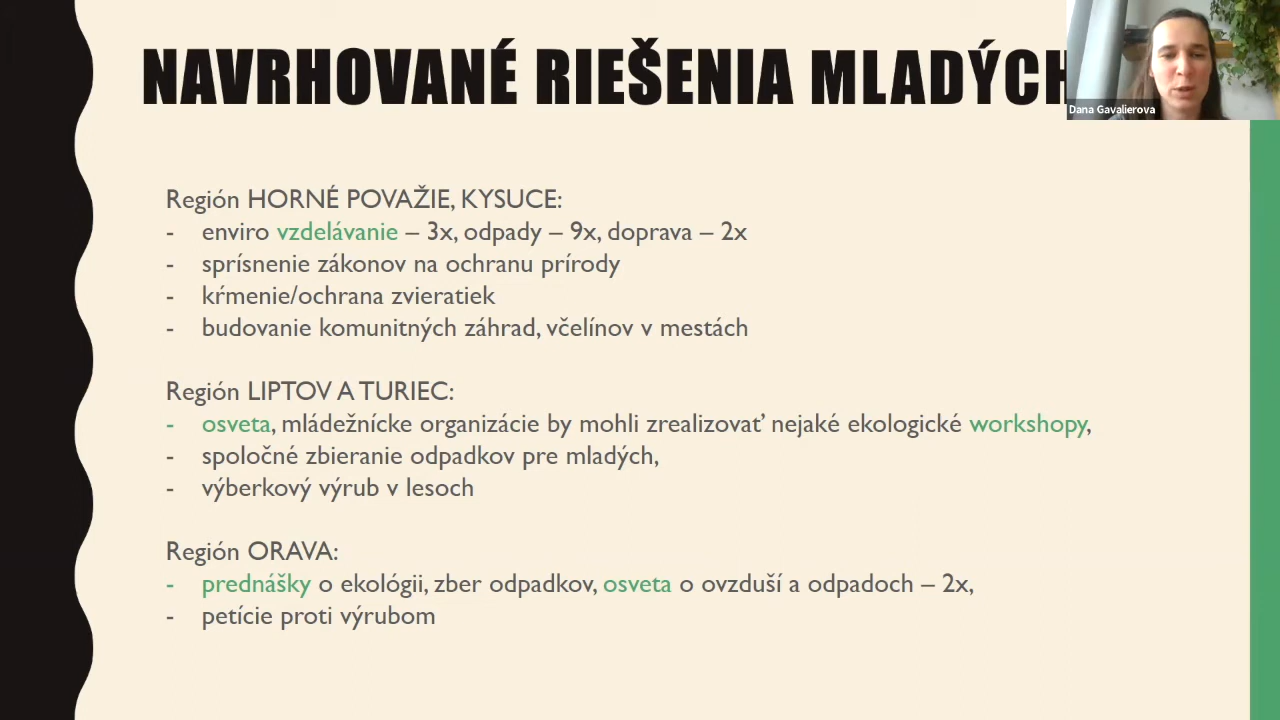 NAVRHOVANÉ RIEŠENIA MLADÝCH
Dana Gavalierova
Región HORNÉ POVAŽIE, KYSUCE:
- enviro vzdelávanie – 3x, odpady – 9x, doprava – 2x
- sprísnenie zákonov na ochranu prírody
- kŕmenie/ochrana zvieratiek
- budovanie komunitných záhrad, včelínov v mestách
Región LIPTOV A TURIEC:
- osveta, mládežnícke organizácie by mohli zrealizovať nejaké ekologické workshopy,
- spoločné zbieranie odpadkov pre mladých,
- výberkový výrub v lesoch
Región ORAVA:
- prednášky o ekológii, zber odpadkov, osveta o ovzduší a odpadoch – 2x,
- petície proti výrubom